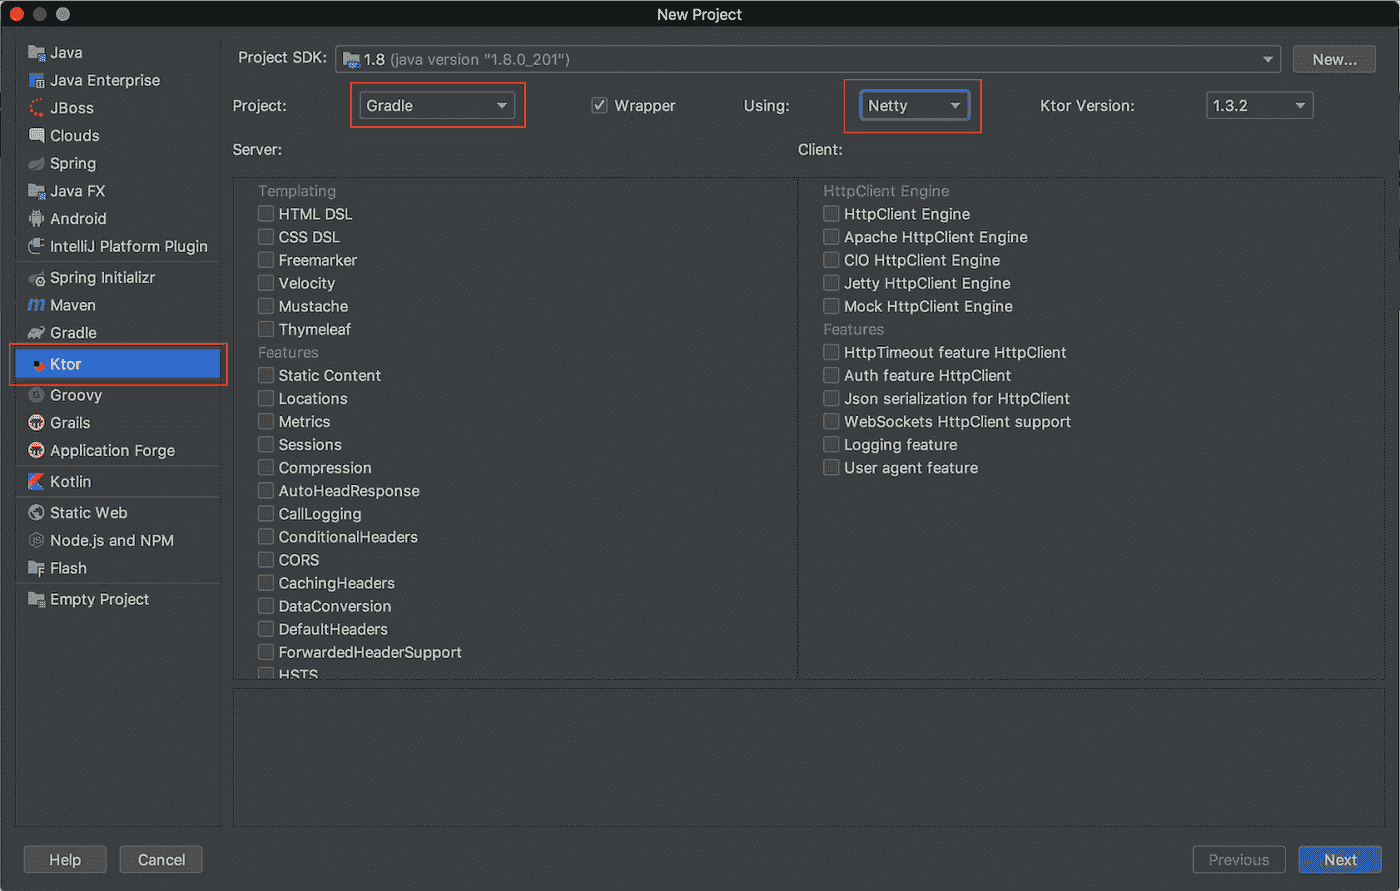 New Project
Java
Java Enterprise
JBoss
Clouds
Spring
Java FX
Android
IntelliJ Platform Plugin
Spring Initializr
Maven
Gradle
Ktor
Groovy
Grails
Application Forge
Kotlin
Static Web
Node.js and NPM
Flash
Empty Project
Project SDK: 1.8 (java version "1.8.0_201") New...
Project: Gradle Wrapper Using: Netty Ktor Version: 1.3.2
Server:
Templating
HTML DSL
CSS DSL
Freemarker
Velocity
Mustache
Thymeleaf
Features
Static Content
Locations
Metrics
Sessions
Compression
AutoHeadResponse
CallLogging
ConditionalHeaders
CORS
CachingHeaders
DataConversion
DefaultHeaders
ForwardedHeaderSupport
HSTS
Client:
HttpClient Engine
HttpClient Engine
Apache HttpClient Engine
CIO HttpClient Engine
Jetty HttpClient Engine
Mock HttpClient Engine
Features
HttpTimeout feature HttpClient
Auth feature HttpClient
Json serialization for HttpClient
WebSockets HttpClient support
Logging feature
User agent feature
Help Cancel Previous Next